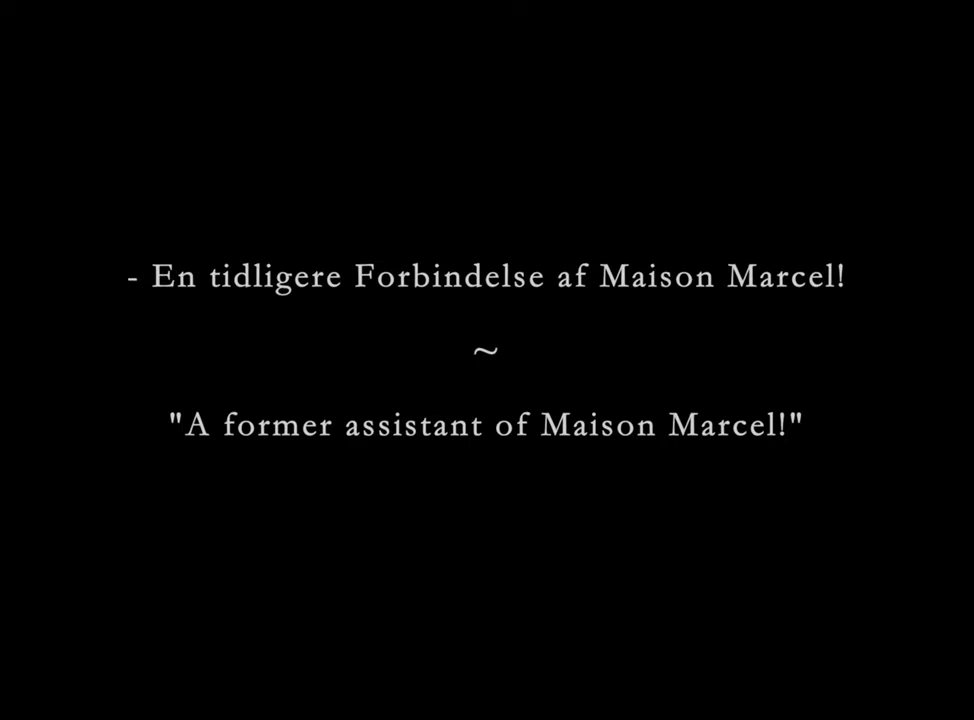 - En tidligere Forbindelse af Maison Marcel!
~
"A former assistant of Maison Marcel!"